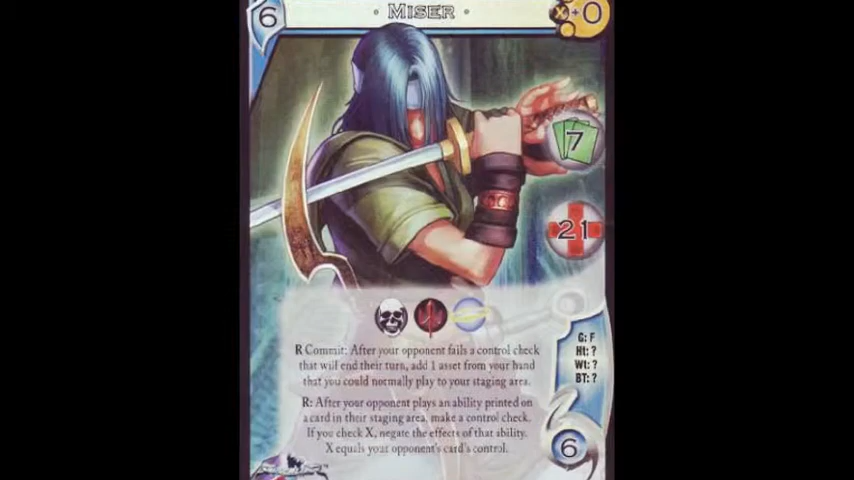 6
MISER
X+0
7
21
R Commit: After your opponent fails a control check
that will end their turn, add 1 asset from your hand
that you could normally play to your staging area.
R: After your opponent plays an ability printed on
a card in their staging area, make a control check.
If you check X, negate the effects of that ability.
X equals your opponent's card's control.
G: F
Ht: ?
Wt: ?
BT: ?
6